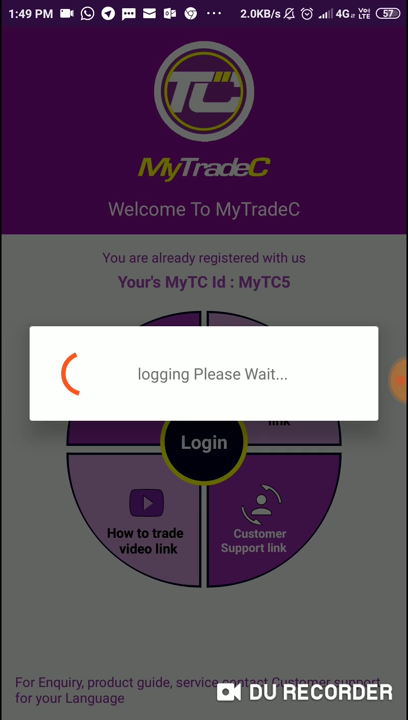 1:49 PM ... 2.0KB/s 4G Vo) LTE 57
TC
MyTradeC
Welcome To MyTradeC
You are already registered with us
Your's MyTC Id : MyTC5
logging Please Wait...
link
Login
How to trade
video link
Customer
Support link
For Enquiry, product guide, service contact Customer support
for your Language
DU RECORDER